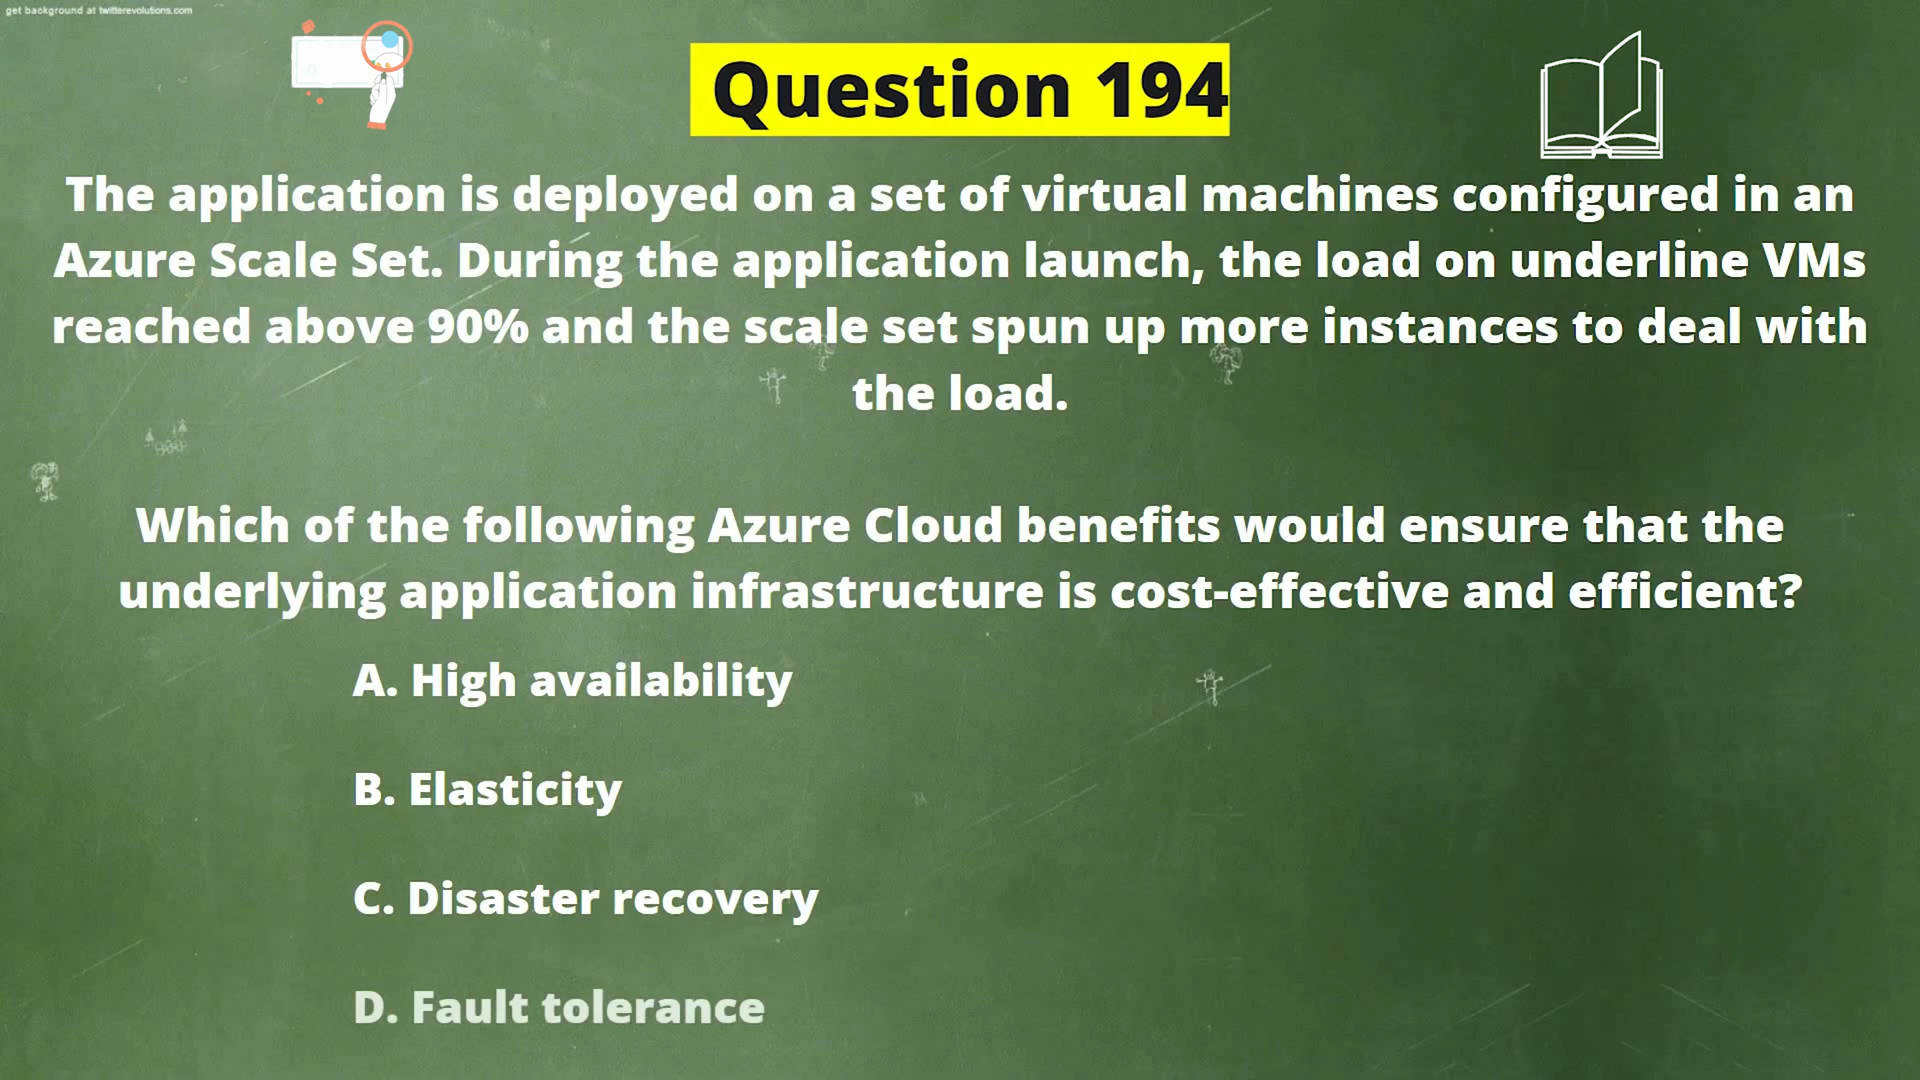 get background at twitterevolutions.com
Question 194
The application is deployed on a set of virtual machines configured in an
Azure Scale Set. During the application launch, the load on underline VMs
reached above 90% and the scale set spun up more instances to deal with
the load.
Which of the following Azure Cloud benefits would ensure that the
underlying application infrastructure is cost-effective and efficient?
A. High availability
B. Elasticity
C. Disaster recovery
D. Fault tolerance